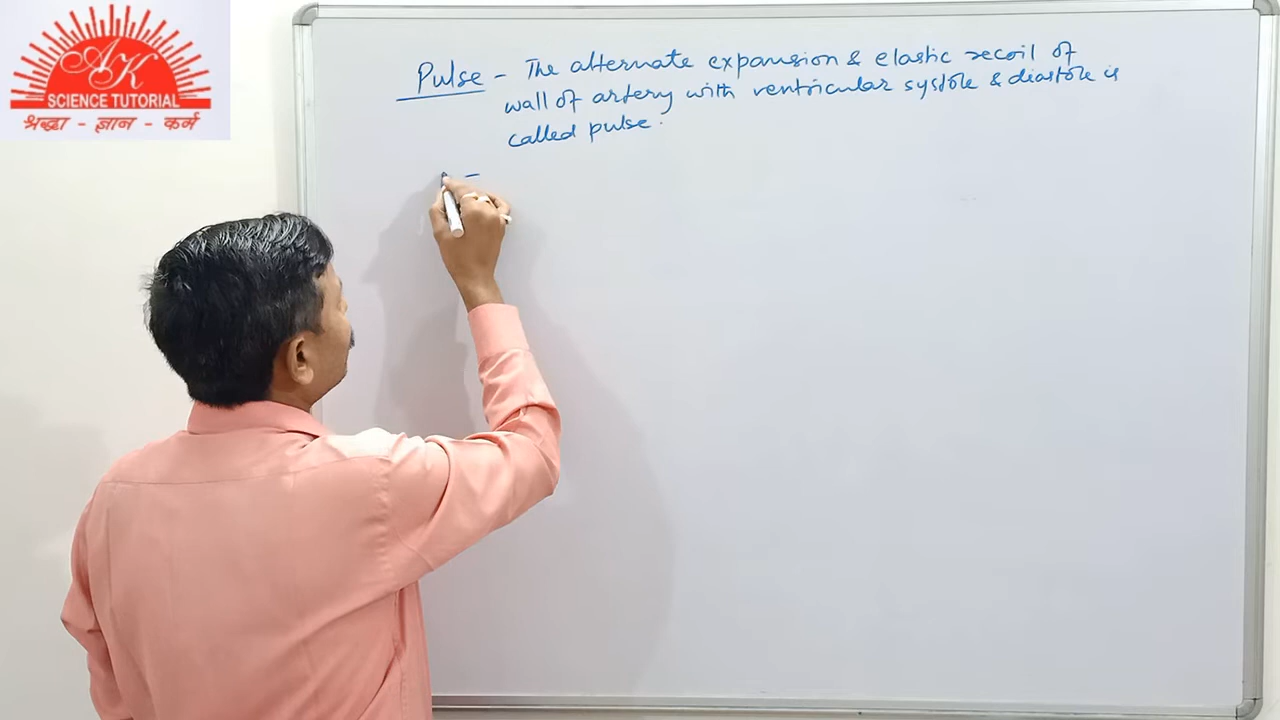 AK
SCIENCE TUTORIAL
श्रद्धा - ज्ञान - कर्म
Pulse - The alternate expansion & elastic recoil of
wall of artery with ventricular systole & diastole is
called pulse.